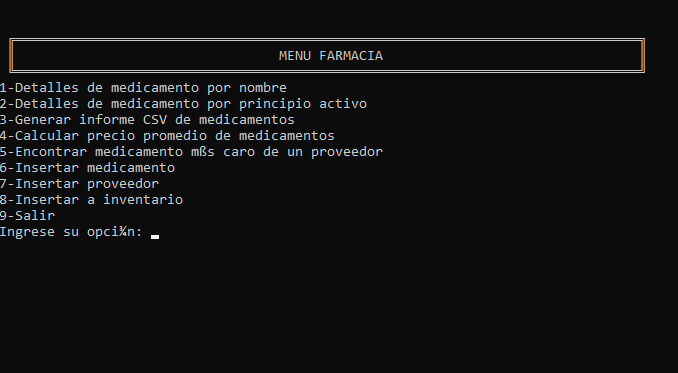 MENU FARMACIA
1-Detalles de medicamento por nombre
2-Detalles de medicamento por principio activo
3-Generar informe CSV de medicamentos
4-Calcular precio promedio de medicamentos
5-Encontrar medicamento mßs caro de un proveedor
6-Insertar medicamento
7-Insertar proveedor
8-Insertar a inventario
9-Salir
Ingrese su opci¾n: